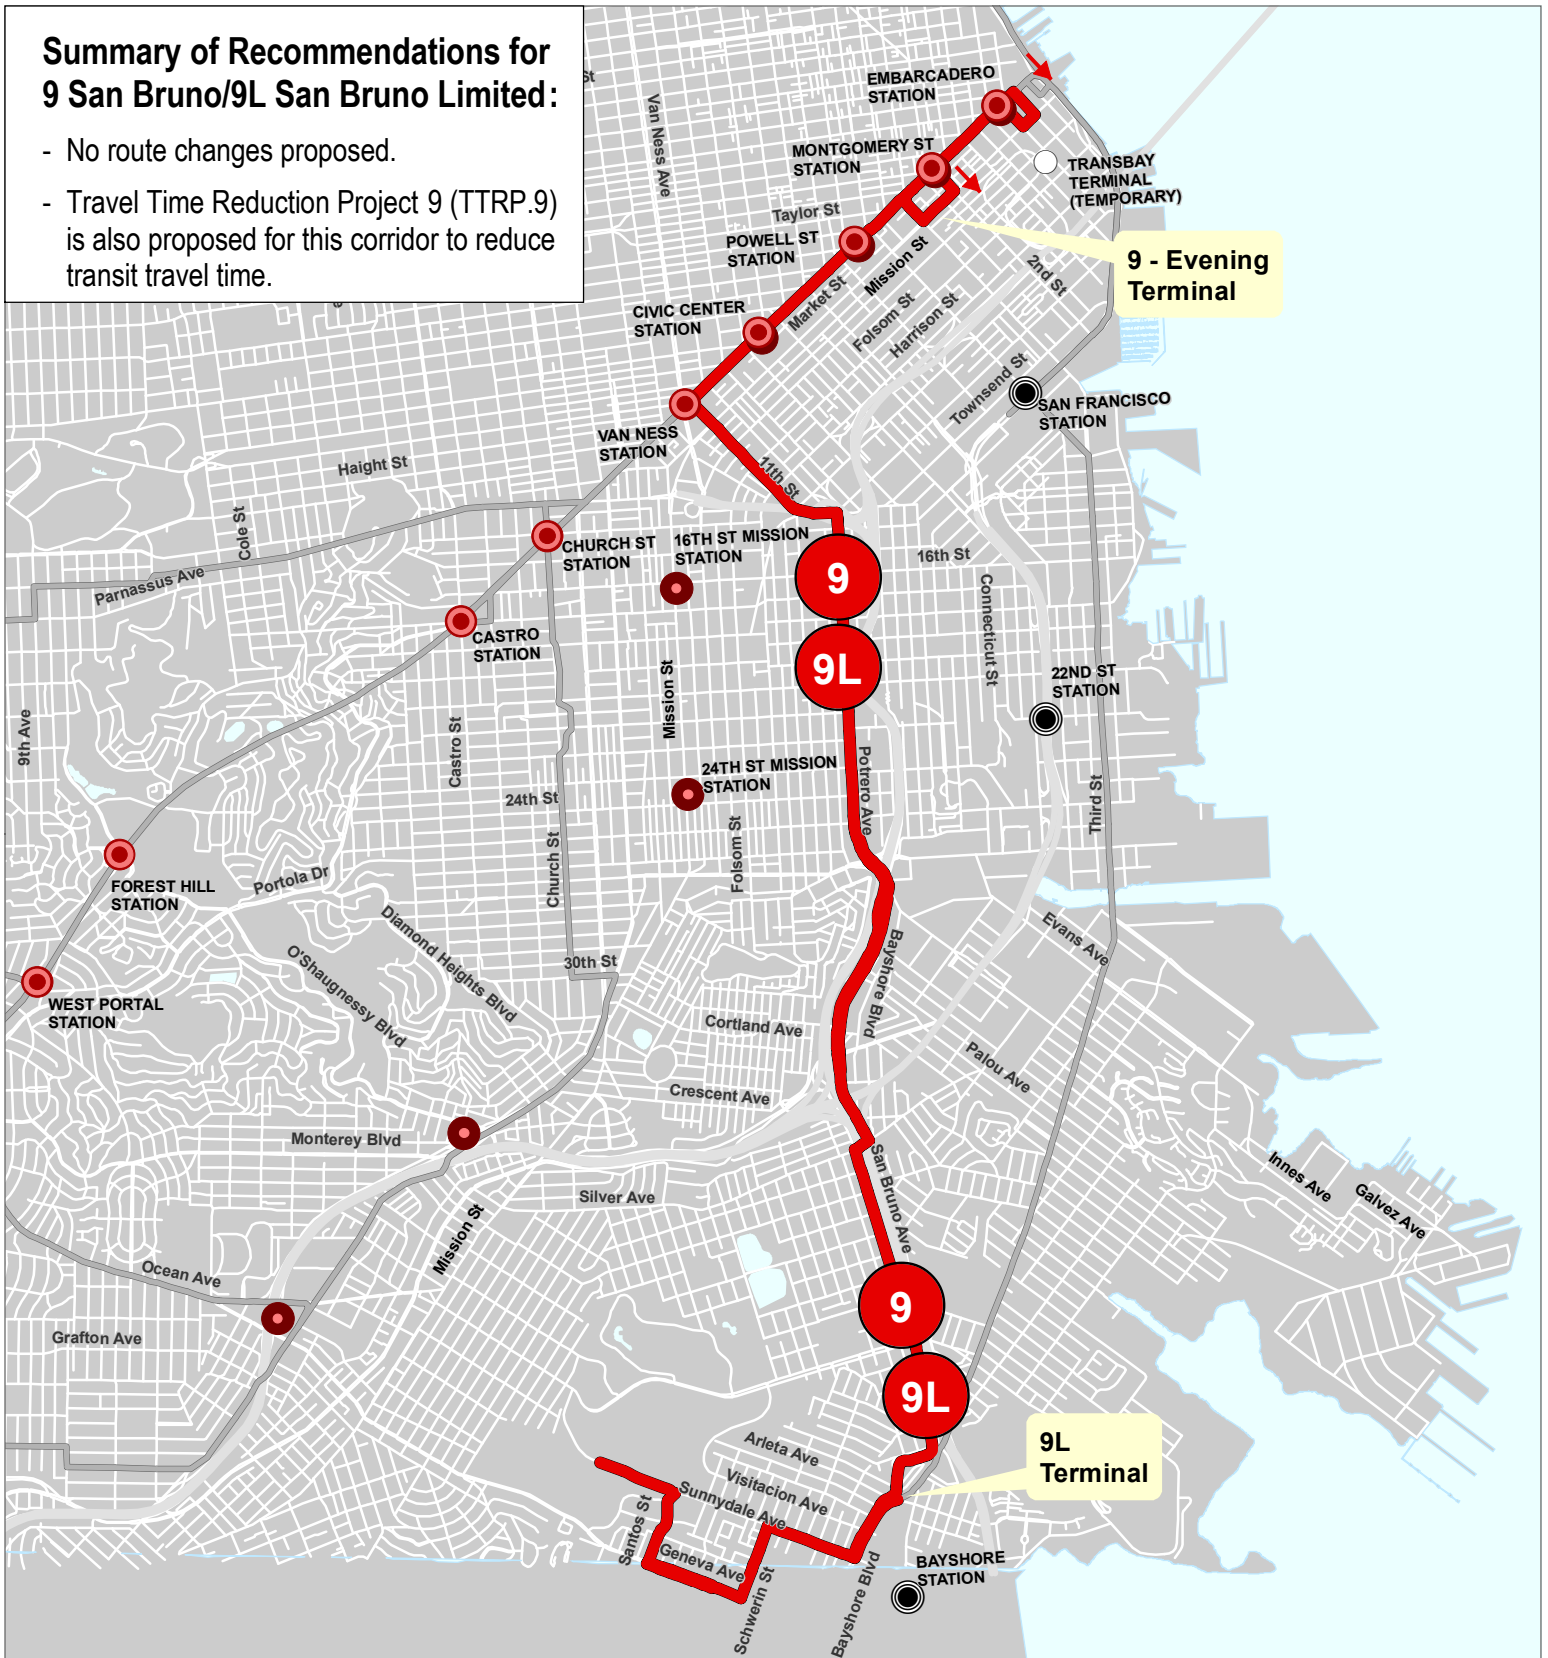 Summary of Recommendations for
9 San Bruno/9L San Bruno Limited:
- No route changes proposed.
- Travel Time Reduction Project 9 (TTRP.9)
is also proposed for this corridor to reduce
transit travel time.
St
Van Ness Ave
EMBARCADERO
STATION
MONTGOMERY ST
STATION
TRANSBAY
TERMINAL
(TEMPORARY)
Taylor St
POWELL ST
STATION
Mission St
9 - Evening
Terminal
2nd St
CIVIC CENTER
STATION
Market St
Folsom St
Harrison St
Townsend St
SAN FRANCISCO
STATION
VAN NESS
STATION
Haight St
11th St
Cole St
CHURCH ST
STATION
16TH ST MISSION
STATION
16th St
Parnassus Ave
9
Connecticut St
CASTRO
STATION
9L
Mission St
22ND ST
STATION
9th Ave
Castro St
24TH ST MISSION
STATION
Potrero Ave
24th St
Third St
Church St
Folsom St
FOREST HILL
STATION
Portola Dr
Diamond Heights Blvd
O'Shaugnessy Blvd
30th St
Bayshore Blvd
Evans Ave
WEST PORTAL
STATION
Cortland Ave
Palou Ave
Crescent Ave
Monterey Blvd
San Bruno Ave
Innes Ave
Silver Ave
Galvez Ave
Mission St
Ocean Ave
9
Grafton Ave
9L
Arleta Ave
9L
Terminal
Visitacion Ave
Sunnydale Ave
Santos St
Geneva Ave
Schwerin St
Bayshore Blvd
BAYSHORE
STATION